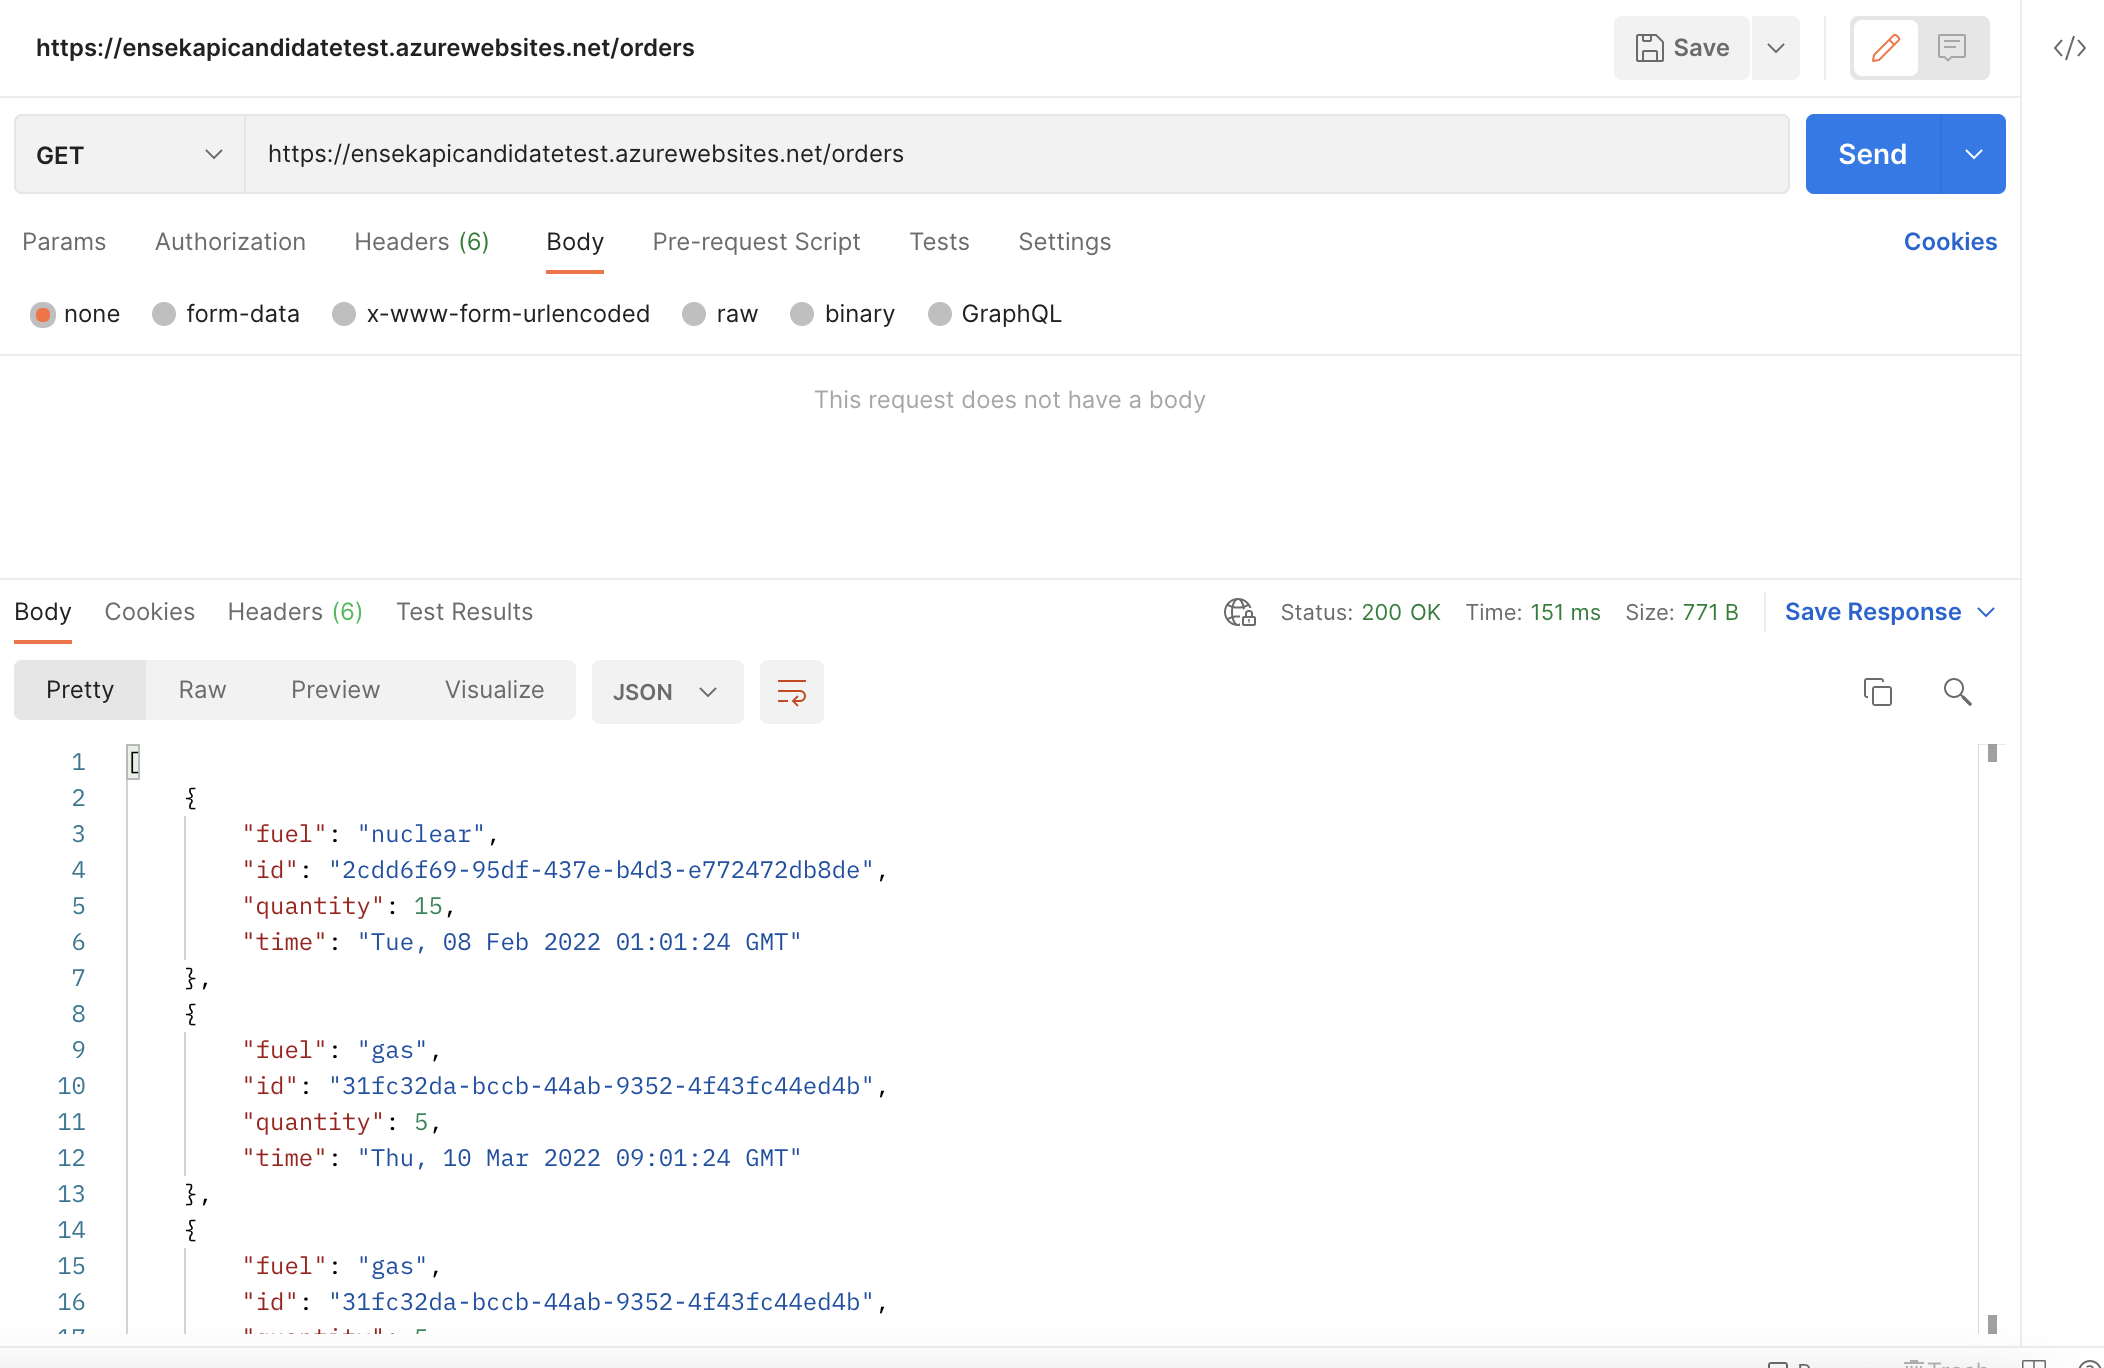 https://ensekapicandidatetest.azurewebsites.net/orders
Save
GET
https://ensekapicandidatetest.azurewebsites.net/orders
Send
Params Authorization Headers (6) Body Pre-request Script Tests Settings Cookies
none form-data x-www-form-urlencoded raw binary GraphQL
This request does not have a body
Body Cookies Headers (6) Test Results Status: 200 OK Time: 151 ms Size: 771 B Save Response
Pretty Raw Preview Visualize JSON
1 [
2 {
3 "fuel": "nuclear",
4 "id": "2cdd6f69-95df-437e-b4d3-e772472db8de",
5 "quantity": 15,
6 "time": "Tue, 08 Feb 2022 01:01:24 GMT"
7 },
8 {
9 "fuel": "gas",
10 "id": "31fc32da-bccb-44ab-9352-4f43fc44ed4b",
11 "quantity": 5,
12 "time": "Thu, 10 Mar 2022 09:01:24 GMT"
13 },
14 {
15 "fuel": "gas",
16 "id": "31fc32da-bccb-44ab-9352-4f43fc44ed4b",
17 "quantity": 5
Trash